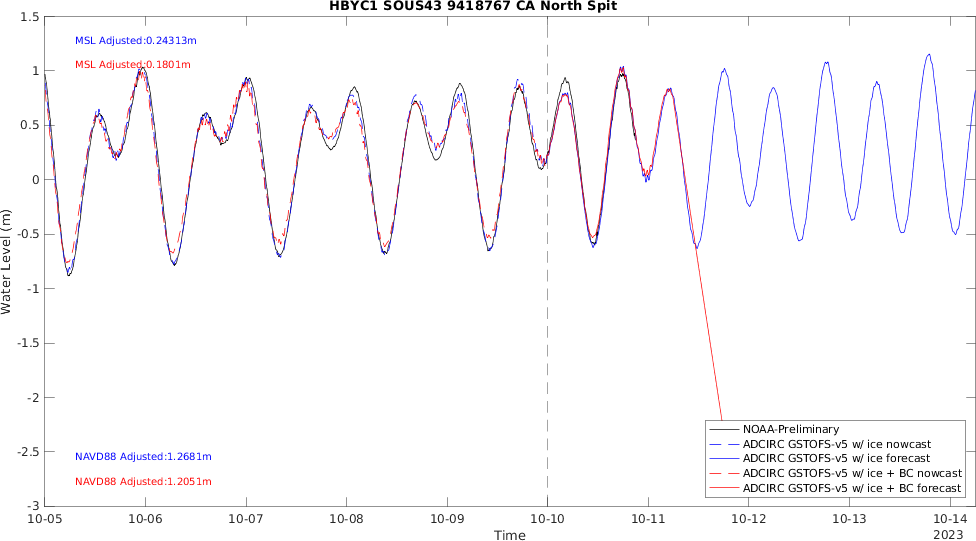 HBYC1 SOUS43 9418767 CA North Spit
1.5
1
0.5
0
-0.5
-1
-1.5
-2
-2.5
-3
Water Level (m)
MSL Adjusted:0.24313m
MSL Adjusted:0.1801m
NAVD88 Adjusted:1.2681m
NAVD88 Adjusted:1.2051m
NOAA-Preliminary
ADCIRC GSTOFS-v5 w/ ice nowcast
ADCIRC GSTOFS-v5 w/ ice forecast
ADCIRC GSTOFS-v5 w/ ice + BC nowcast
ADCIRC GSTOFS-v5 w/ ice + BC forecast
10-05 10-06 10-07 10-08 10-09 10-10 10-11 10-12 10-13 10-14
2023
Time